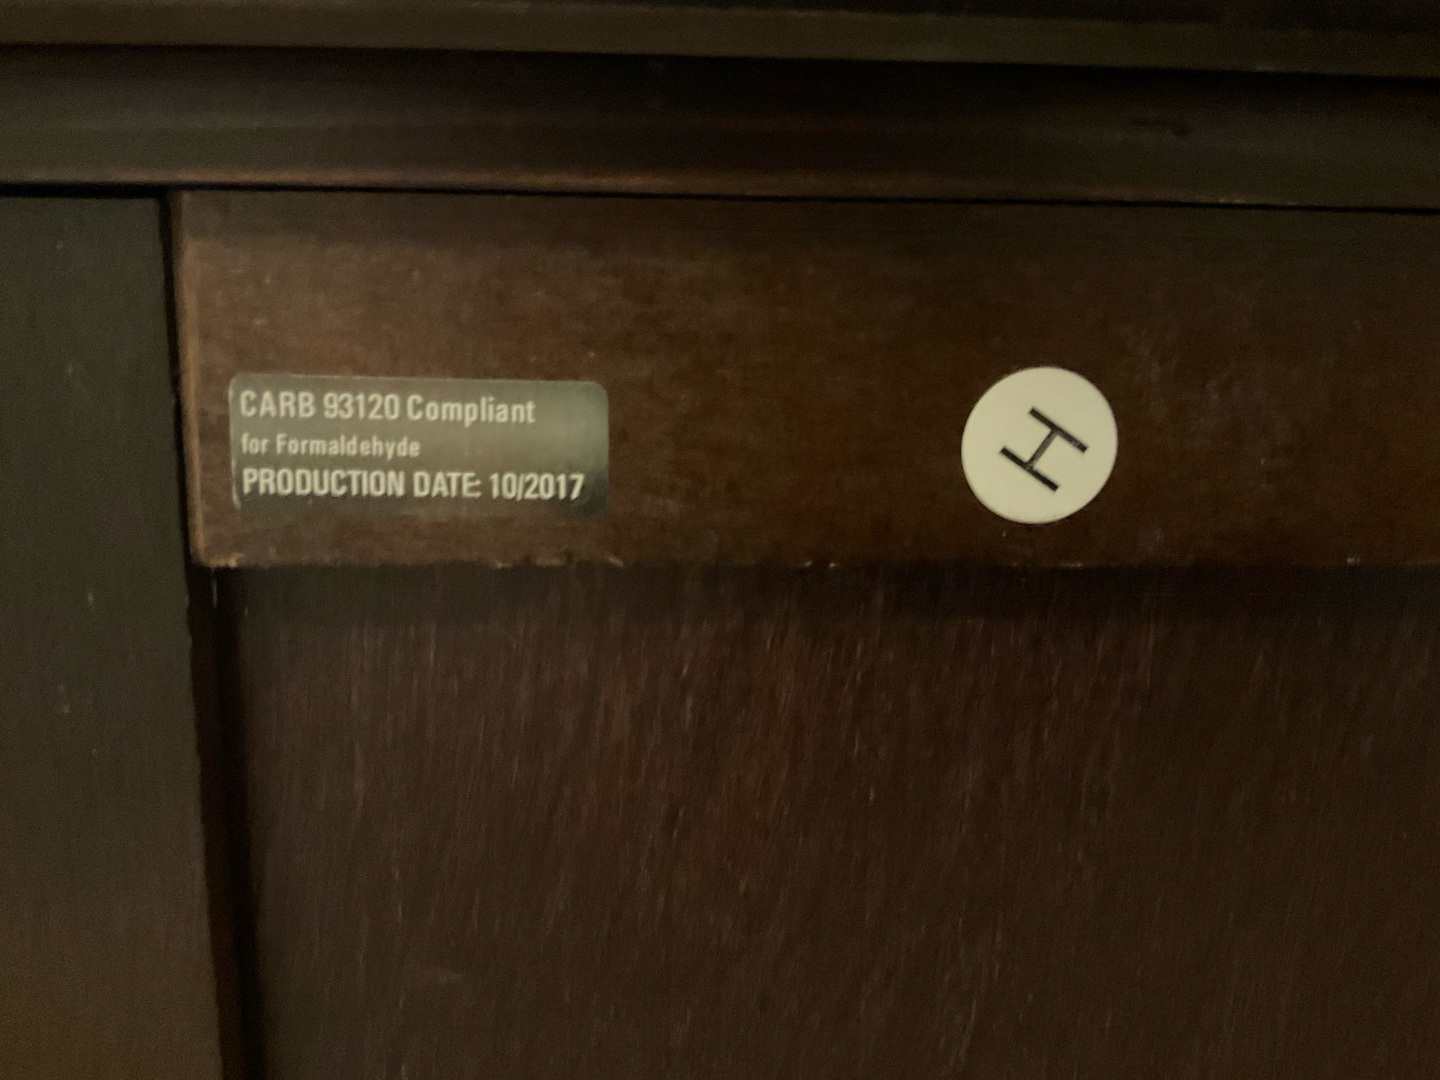 CARB 93120 Compliant
for Formaldehyde
PRODUCTION DATE: 10/2017
H